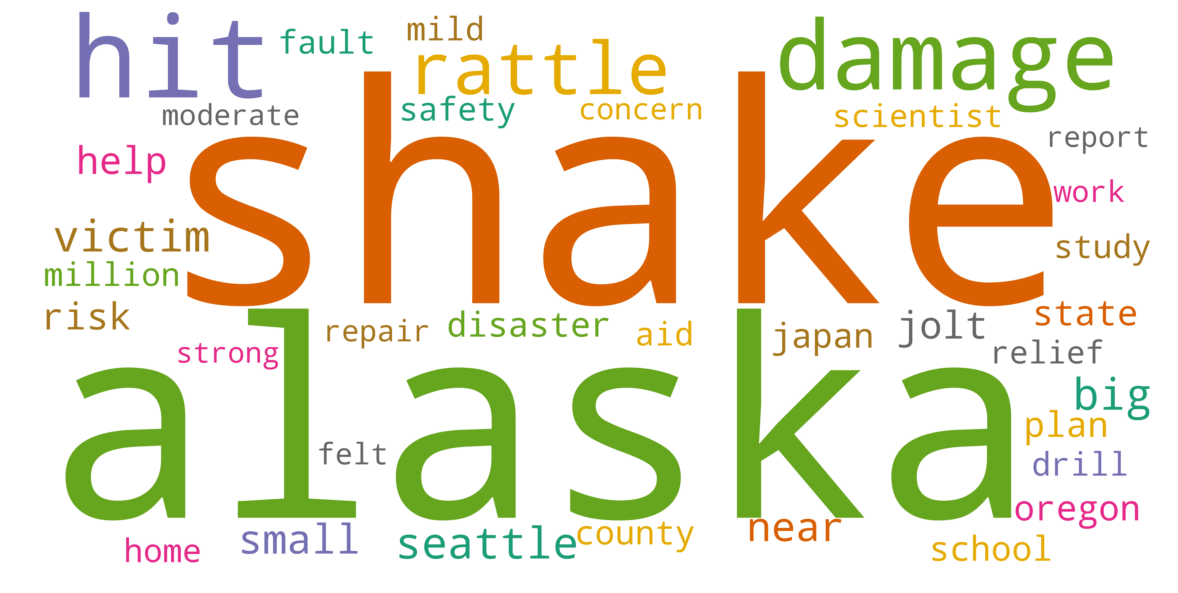 hit
fault
mild
rattle
damage
moderate
safety
concern
scientist
report
help
shake
work
victim
study
million
risk
repair
disaster
aid
japan
jolt
state
strong
relief
alaska
big
plan
felt
drill
oregon
home
small
seattle
county
near
school